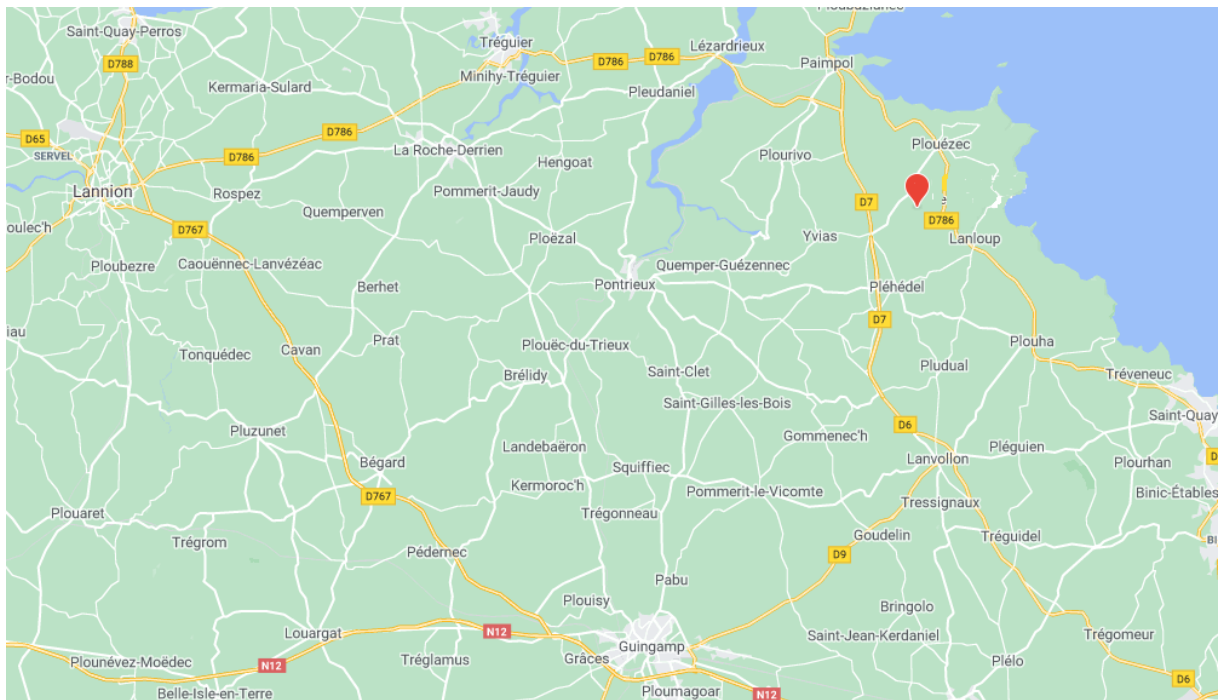 Saint-Quay-Perros
Tréguier
Lézardrieux
D788
D786
D786
Paimpol
Minihy-Tréguier
Kermaria-Sulard
Pleudaniel
D65
D786
SERVEL
D786
La Roche-Derrien
Hengoat
Plourivo
Plouézec
Lannion
Rospez
Pommerit-Jaudy
Quemperven
D7
D786
D767
Ploëzal
Yvias
Lanloup
Ploubezre
Caouënnec-Lanvézéac
Quemper-Guézennec
Berhet
Pontrieux
Pléhédel
D7
Prat
Plouëc-du-Trieux
Plouha
Tonquédec
Cavan
Brélidy
Saint-Clet
Pludual
Tréveneuc
Saint-Gilles-les-Bois
Saint-Quay
D6
Pluzunet
Gommenec'h
Landebaëron
Pléguien
Bégard
Squiffiec
Lanvollon
Plourhan
D767
Kermoroc'h
Pommerit-le-Vicomte
Binic-Étables
Plouaret
Trégonneau
Tressignaux
Trégrom
Goudelin
Tréguidel
Pédernec
D9
Pabu
Plouisy
Bringolo
Louargat
N12
Guingamp
Saint-Jean-Kerdaniel
Trégomeur
Plounévez-Moëdec
N12
Tréglamus
Grâces
Plélo
D6
Belle-Isle-en-Terre
Ploumagoar
N12